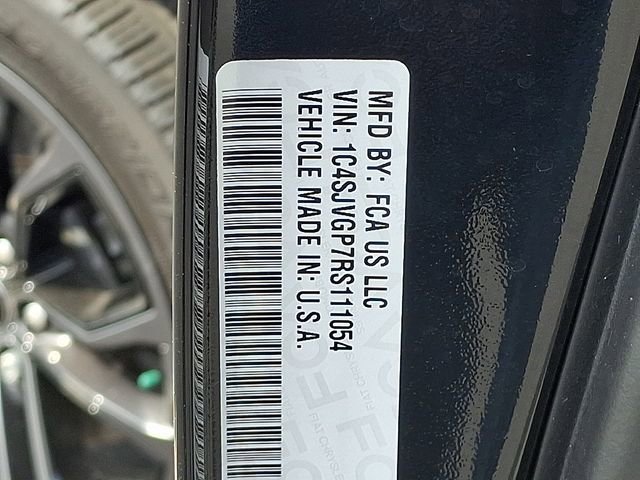 MFD BY: FCA US LLC
VIN: 1C4SJVGP7RS111054
VEHICLE MADE IN: U.S.A.